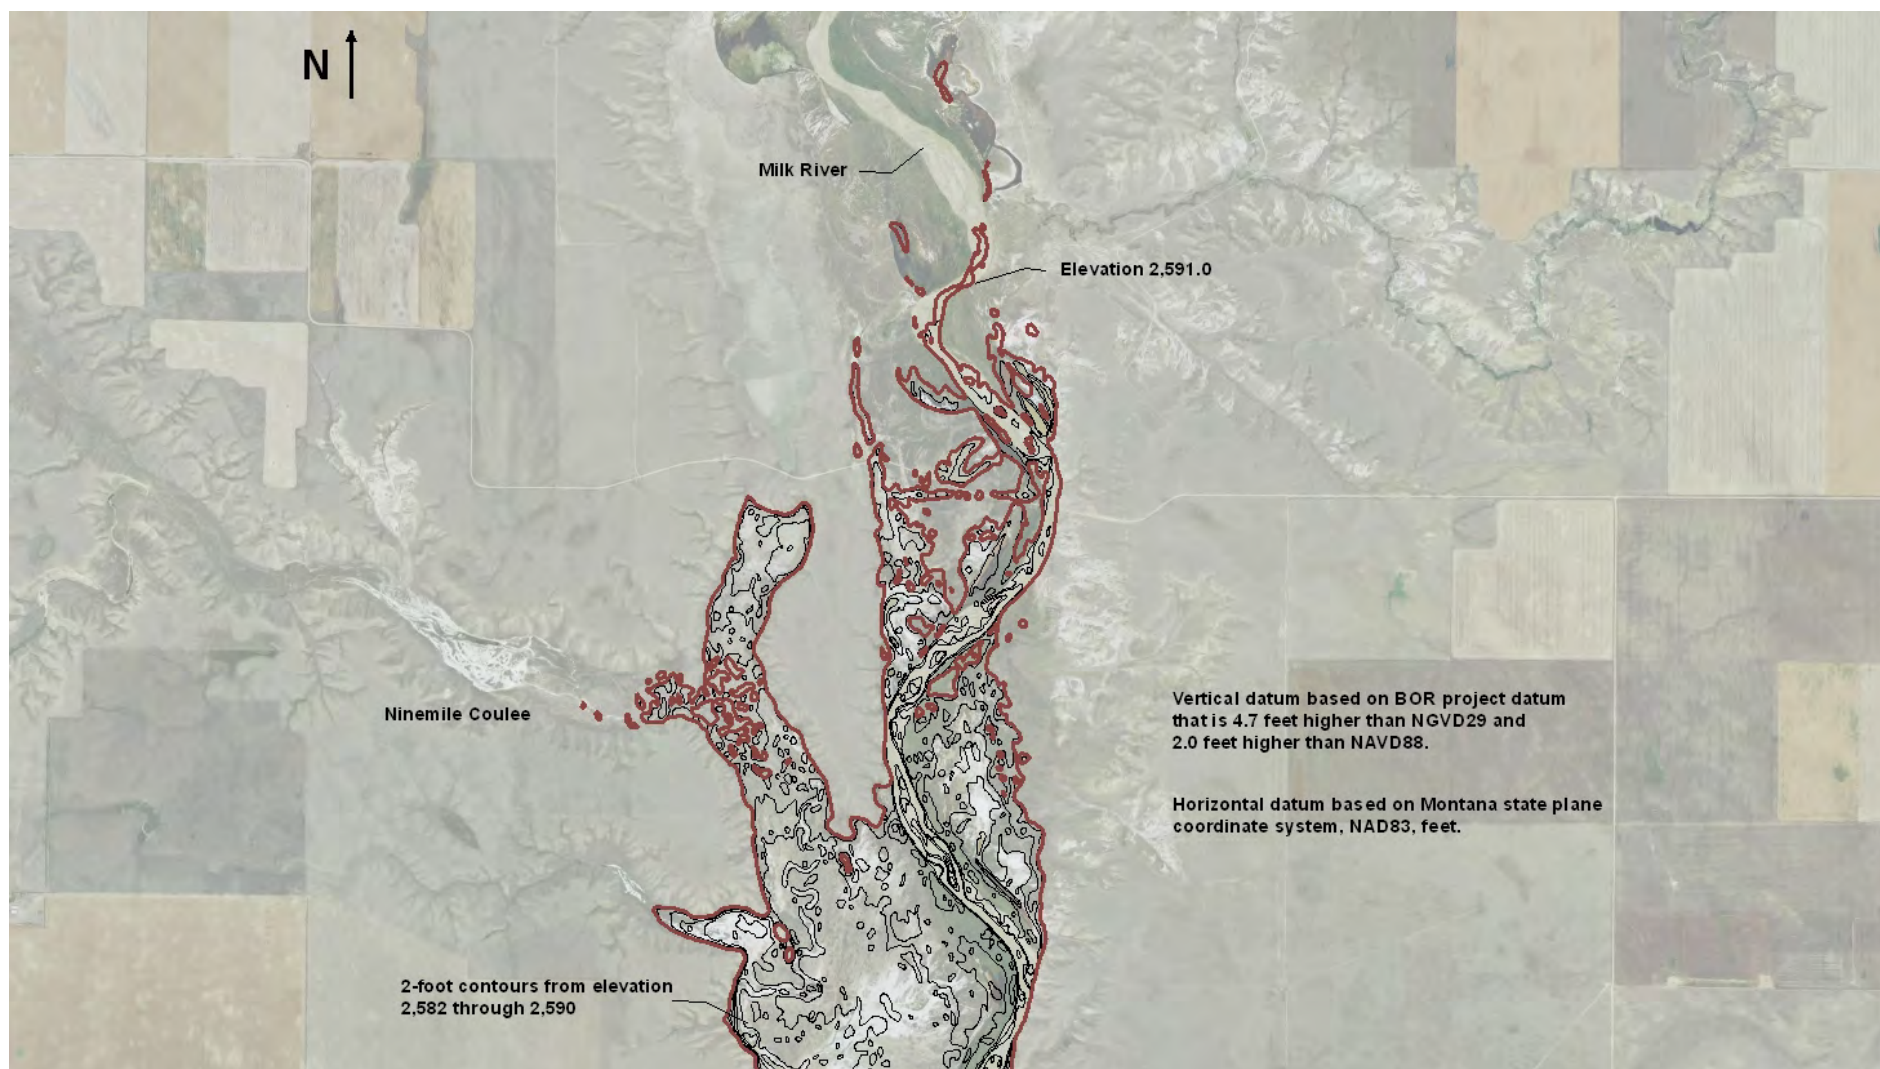 N
Milk River
Elevation 2,591.0
Ninemile Coulee
Vertical datum based on BOR project datum
that is 4.7 feet higher than NGVD29 and
2.0 feet higher than NAVD88.
Horizontal datum based on Montana state plane
coordinate system, NAD83, feet.
2-foot contours from elevation
2,582 through 2,590